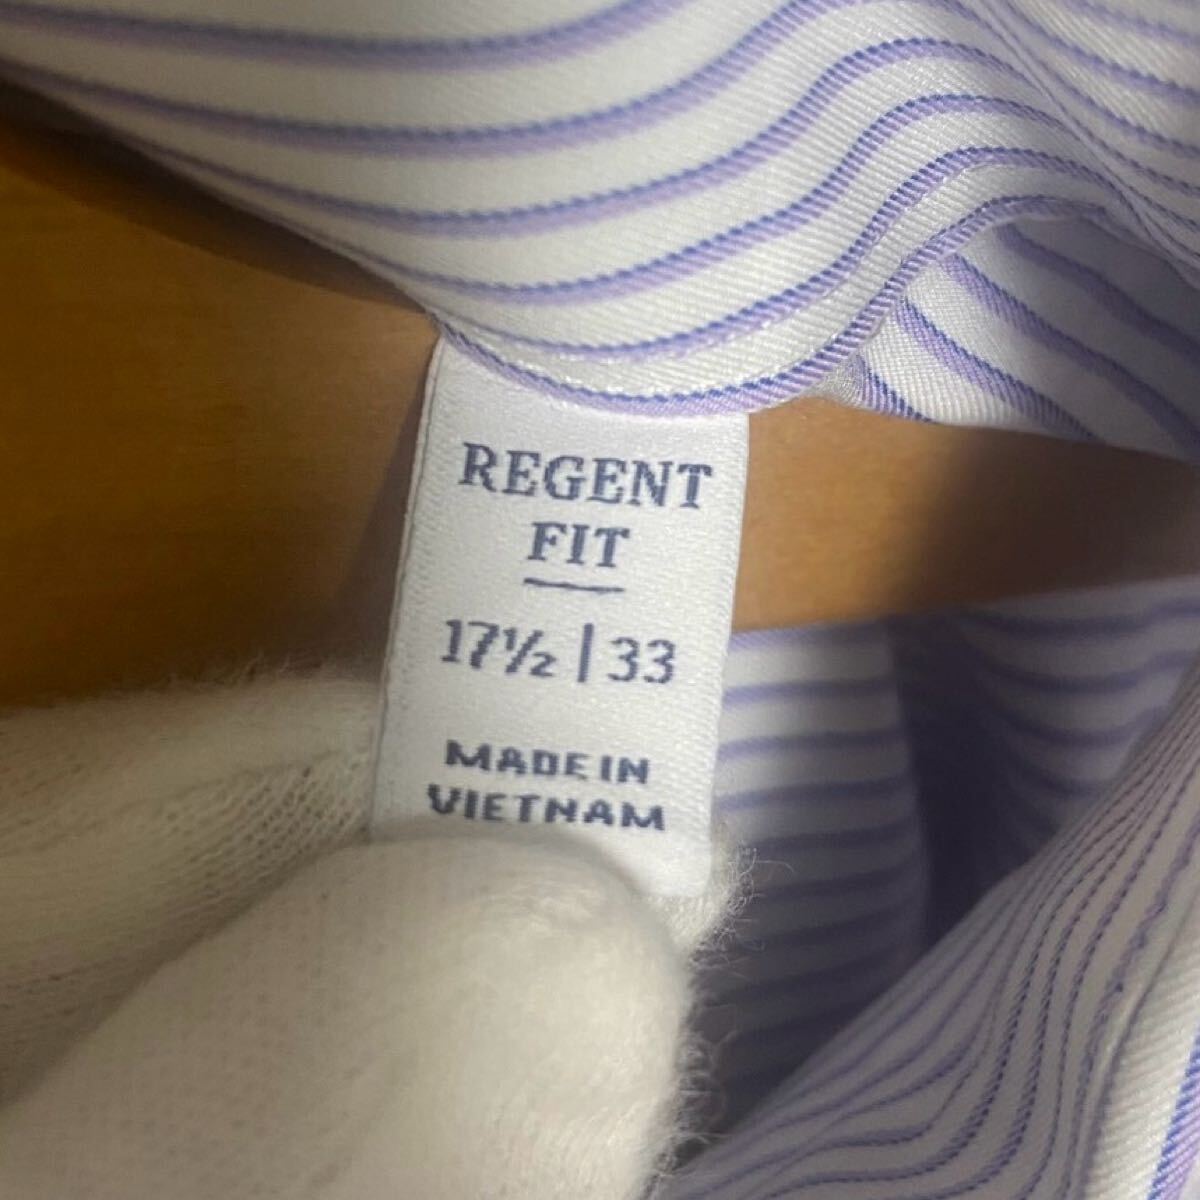 REGENT
FIT
17½ | 33
MADE IN
VIETNAM